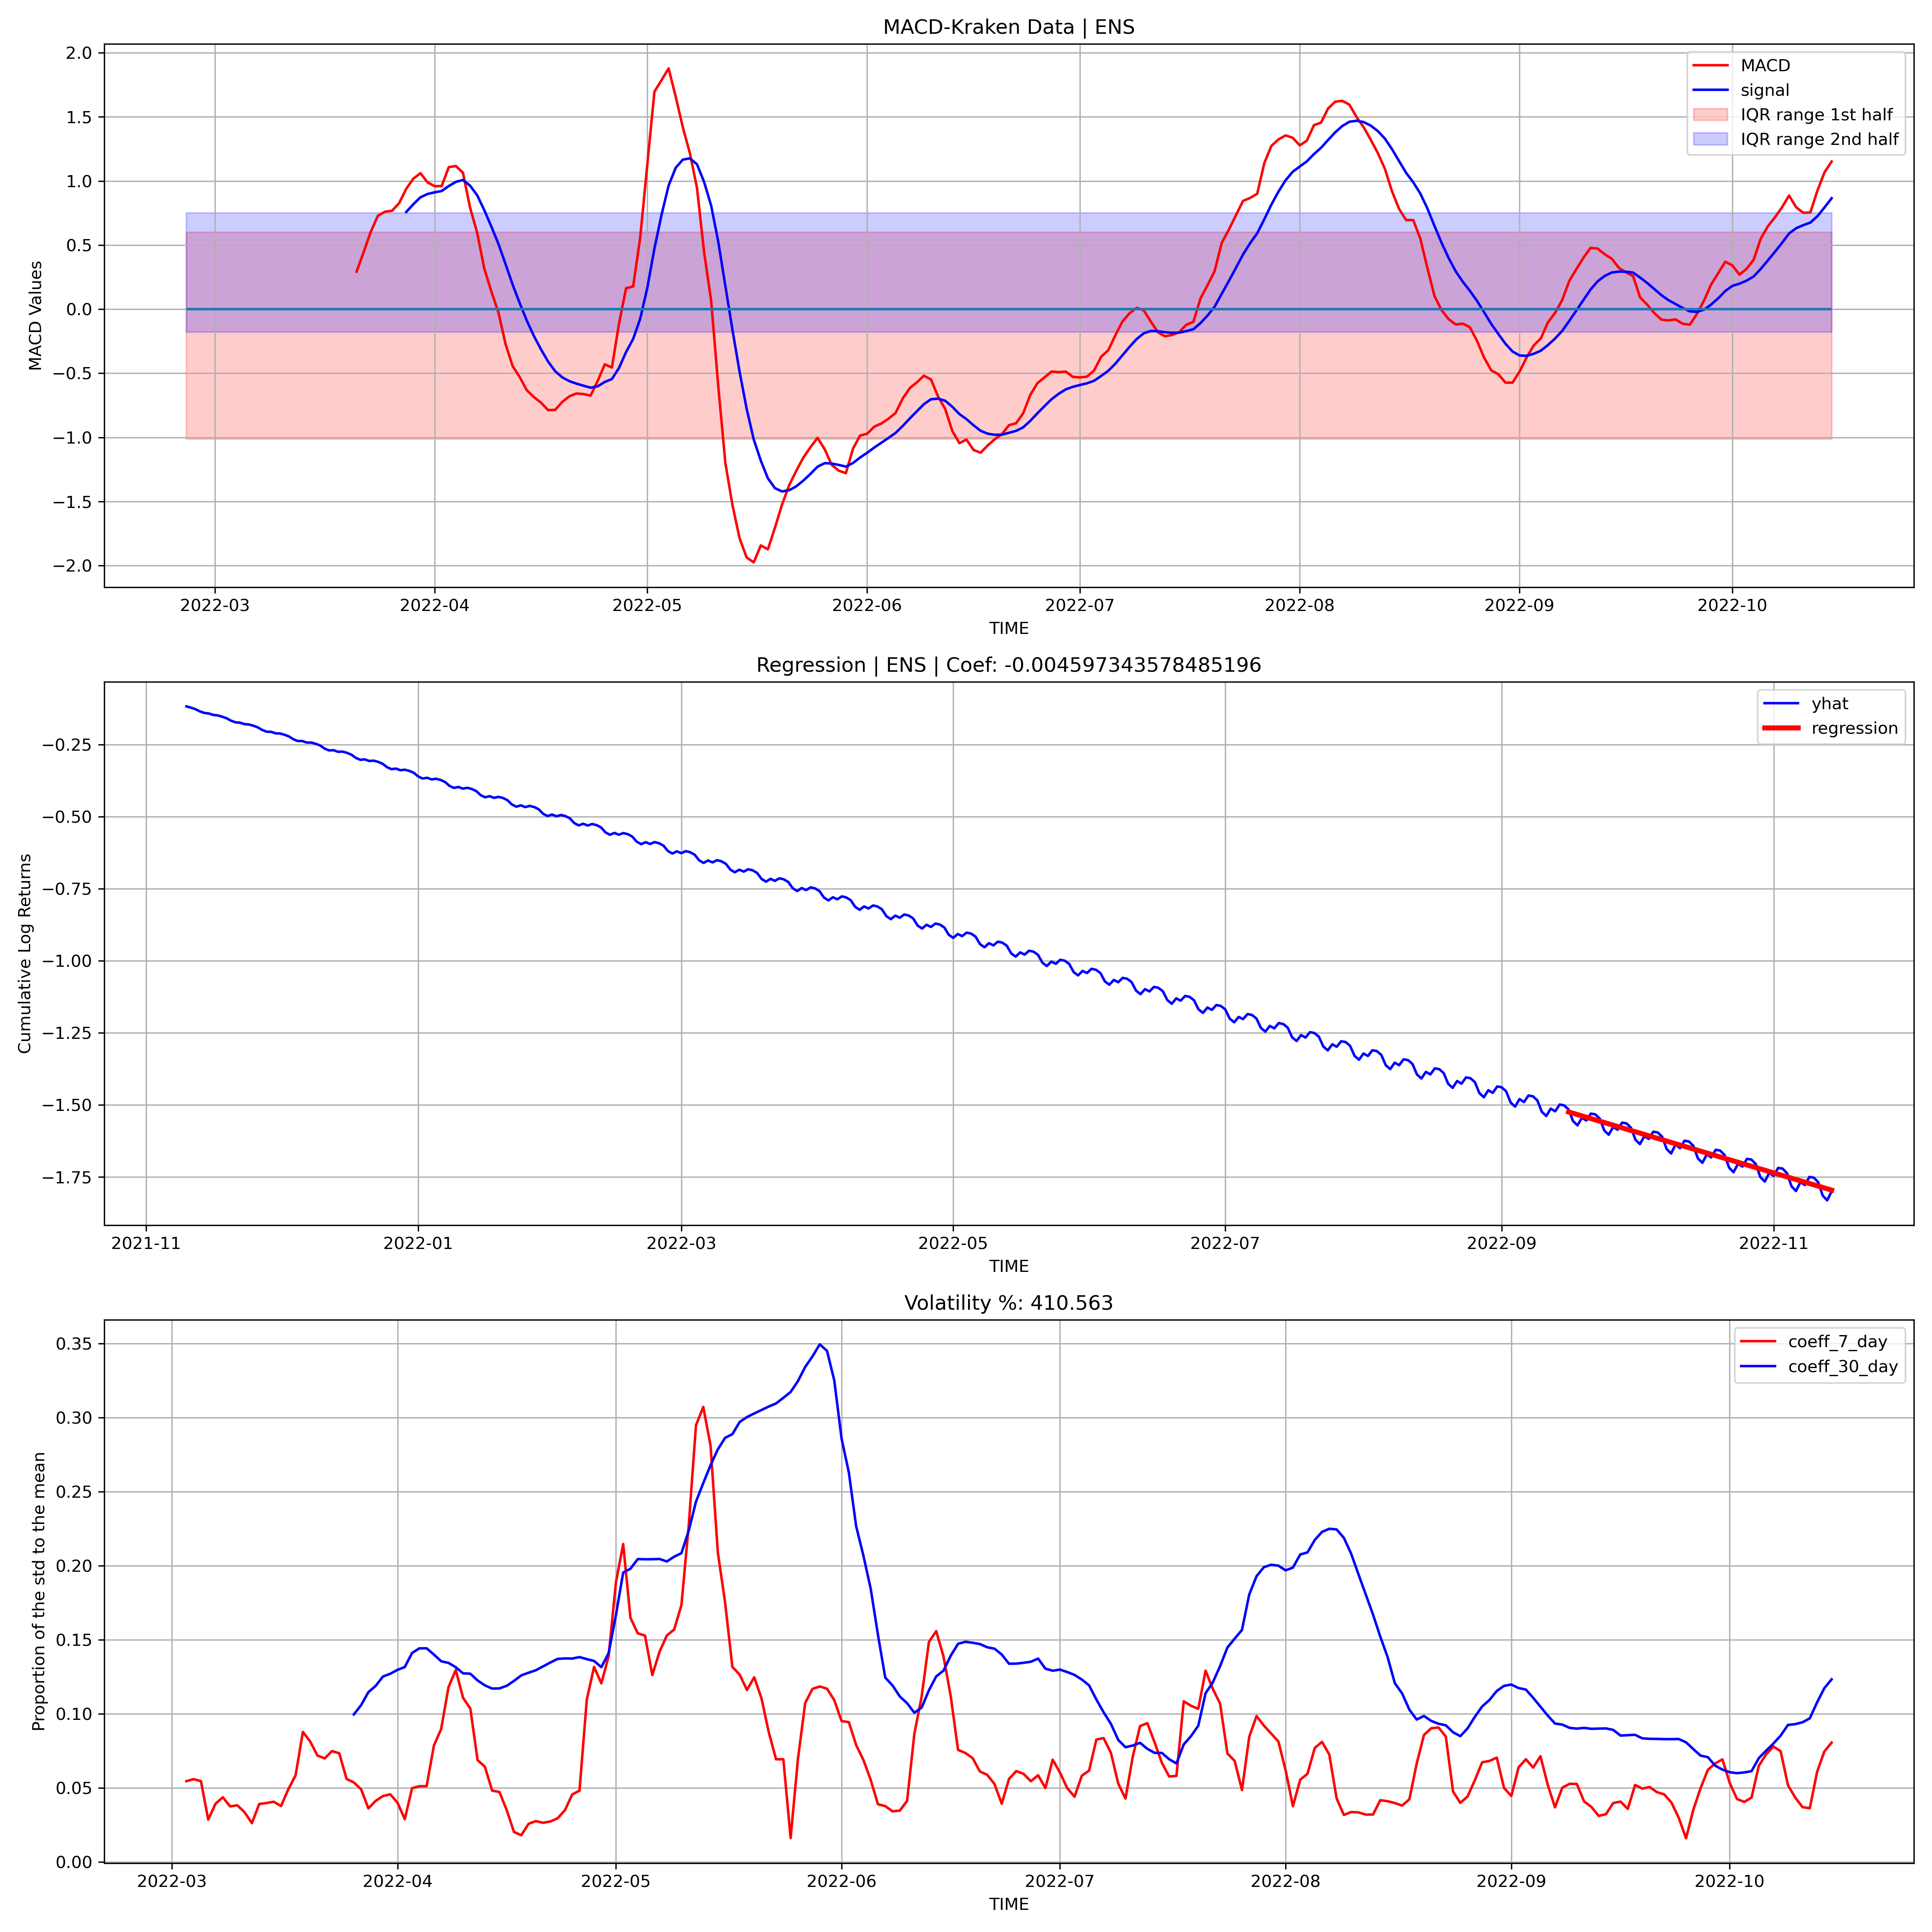 MACD-Kraken Data | ENS
2.0
1.5
1.0
0.5
0.0
−0.5
−1.0
−1.5
−2.0
MACD Values
MACD
signal
IQR range 1st half
IQR range 2nd half
2022-03 2022-04 2022-05 2022-06 2022-07 2022-08 2022-09 2022-10
TIME
Regression | ENS | Coef: -0.004597343578485196
−0.25
−0.50
−0.75
−1.00
−1.25
−1.50
−1.75
Cumulative Log Returns
yhat
regression
2021-11 2022-01 2022-03 2022-05 2022-07 2022-09 2022-11
TIME
Volatility %: 410.563
0.35
0.30
0.25
0.20
0.15
0.10
0.05
0.00
Proportion of the std to the mean
coeff_7_day
coeff_30_day
2022-03 2022-04 2022-05 2022-06 2022-07 2022-08 2022-09 2022-10
TIME